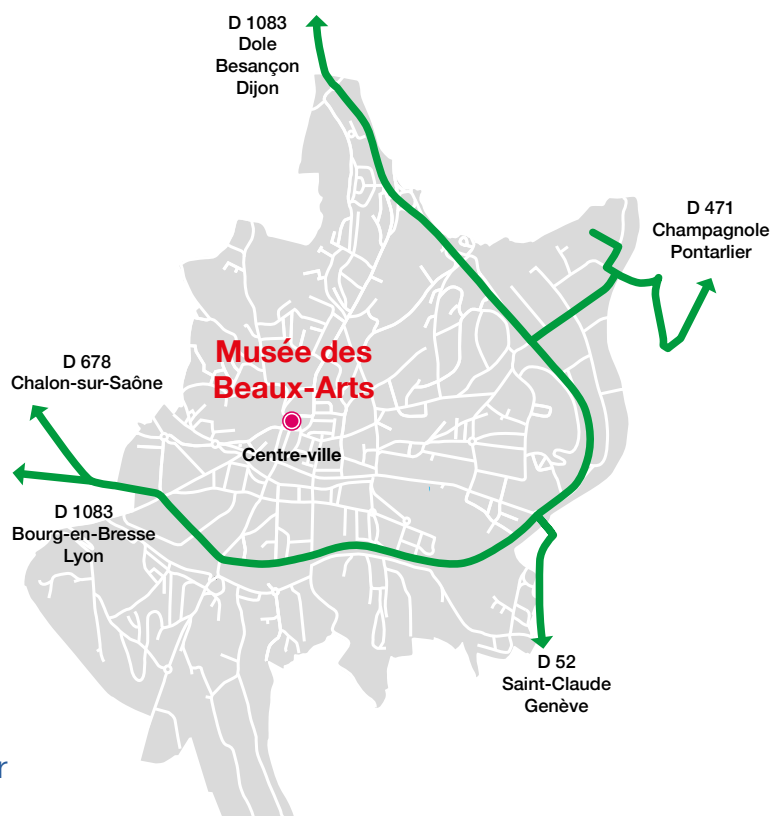 D 1083
Dole
Besançon
Dijon
D 471
Champagnole
Pontarlier
Musée des
Beaux-Arts
D 678
Chalon-sur-Saône
Centre-ville
D 1083
Bourg-en-Bresse
Lyon
D 52
Saint-Claude
Genève
r